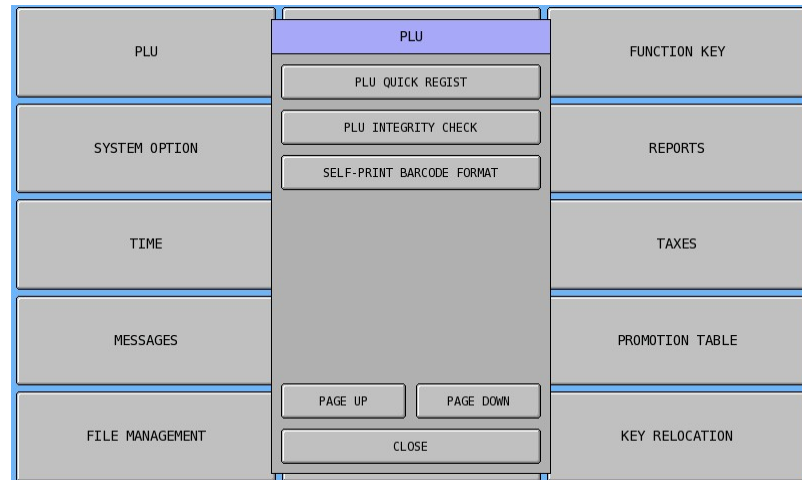 PLU
SYSTEM OPTION
TIME
MESSAGES
FILE MANAGEMENT
PLU
PLU QUICK REGIST
PLU INTEGRITY CHECK
SELF-PRINT BARCODE FORMAT
PAGE UP
PAGE DOWN
CLOSE
FUNCTION KEY
REPORTS
TAXES
PROMOTION TABLE
KEY RELOCATION